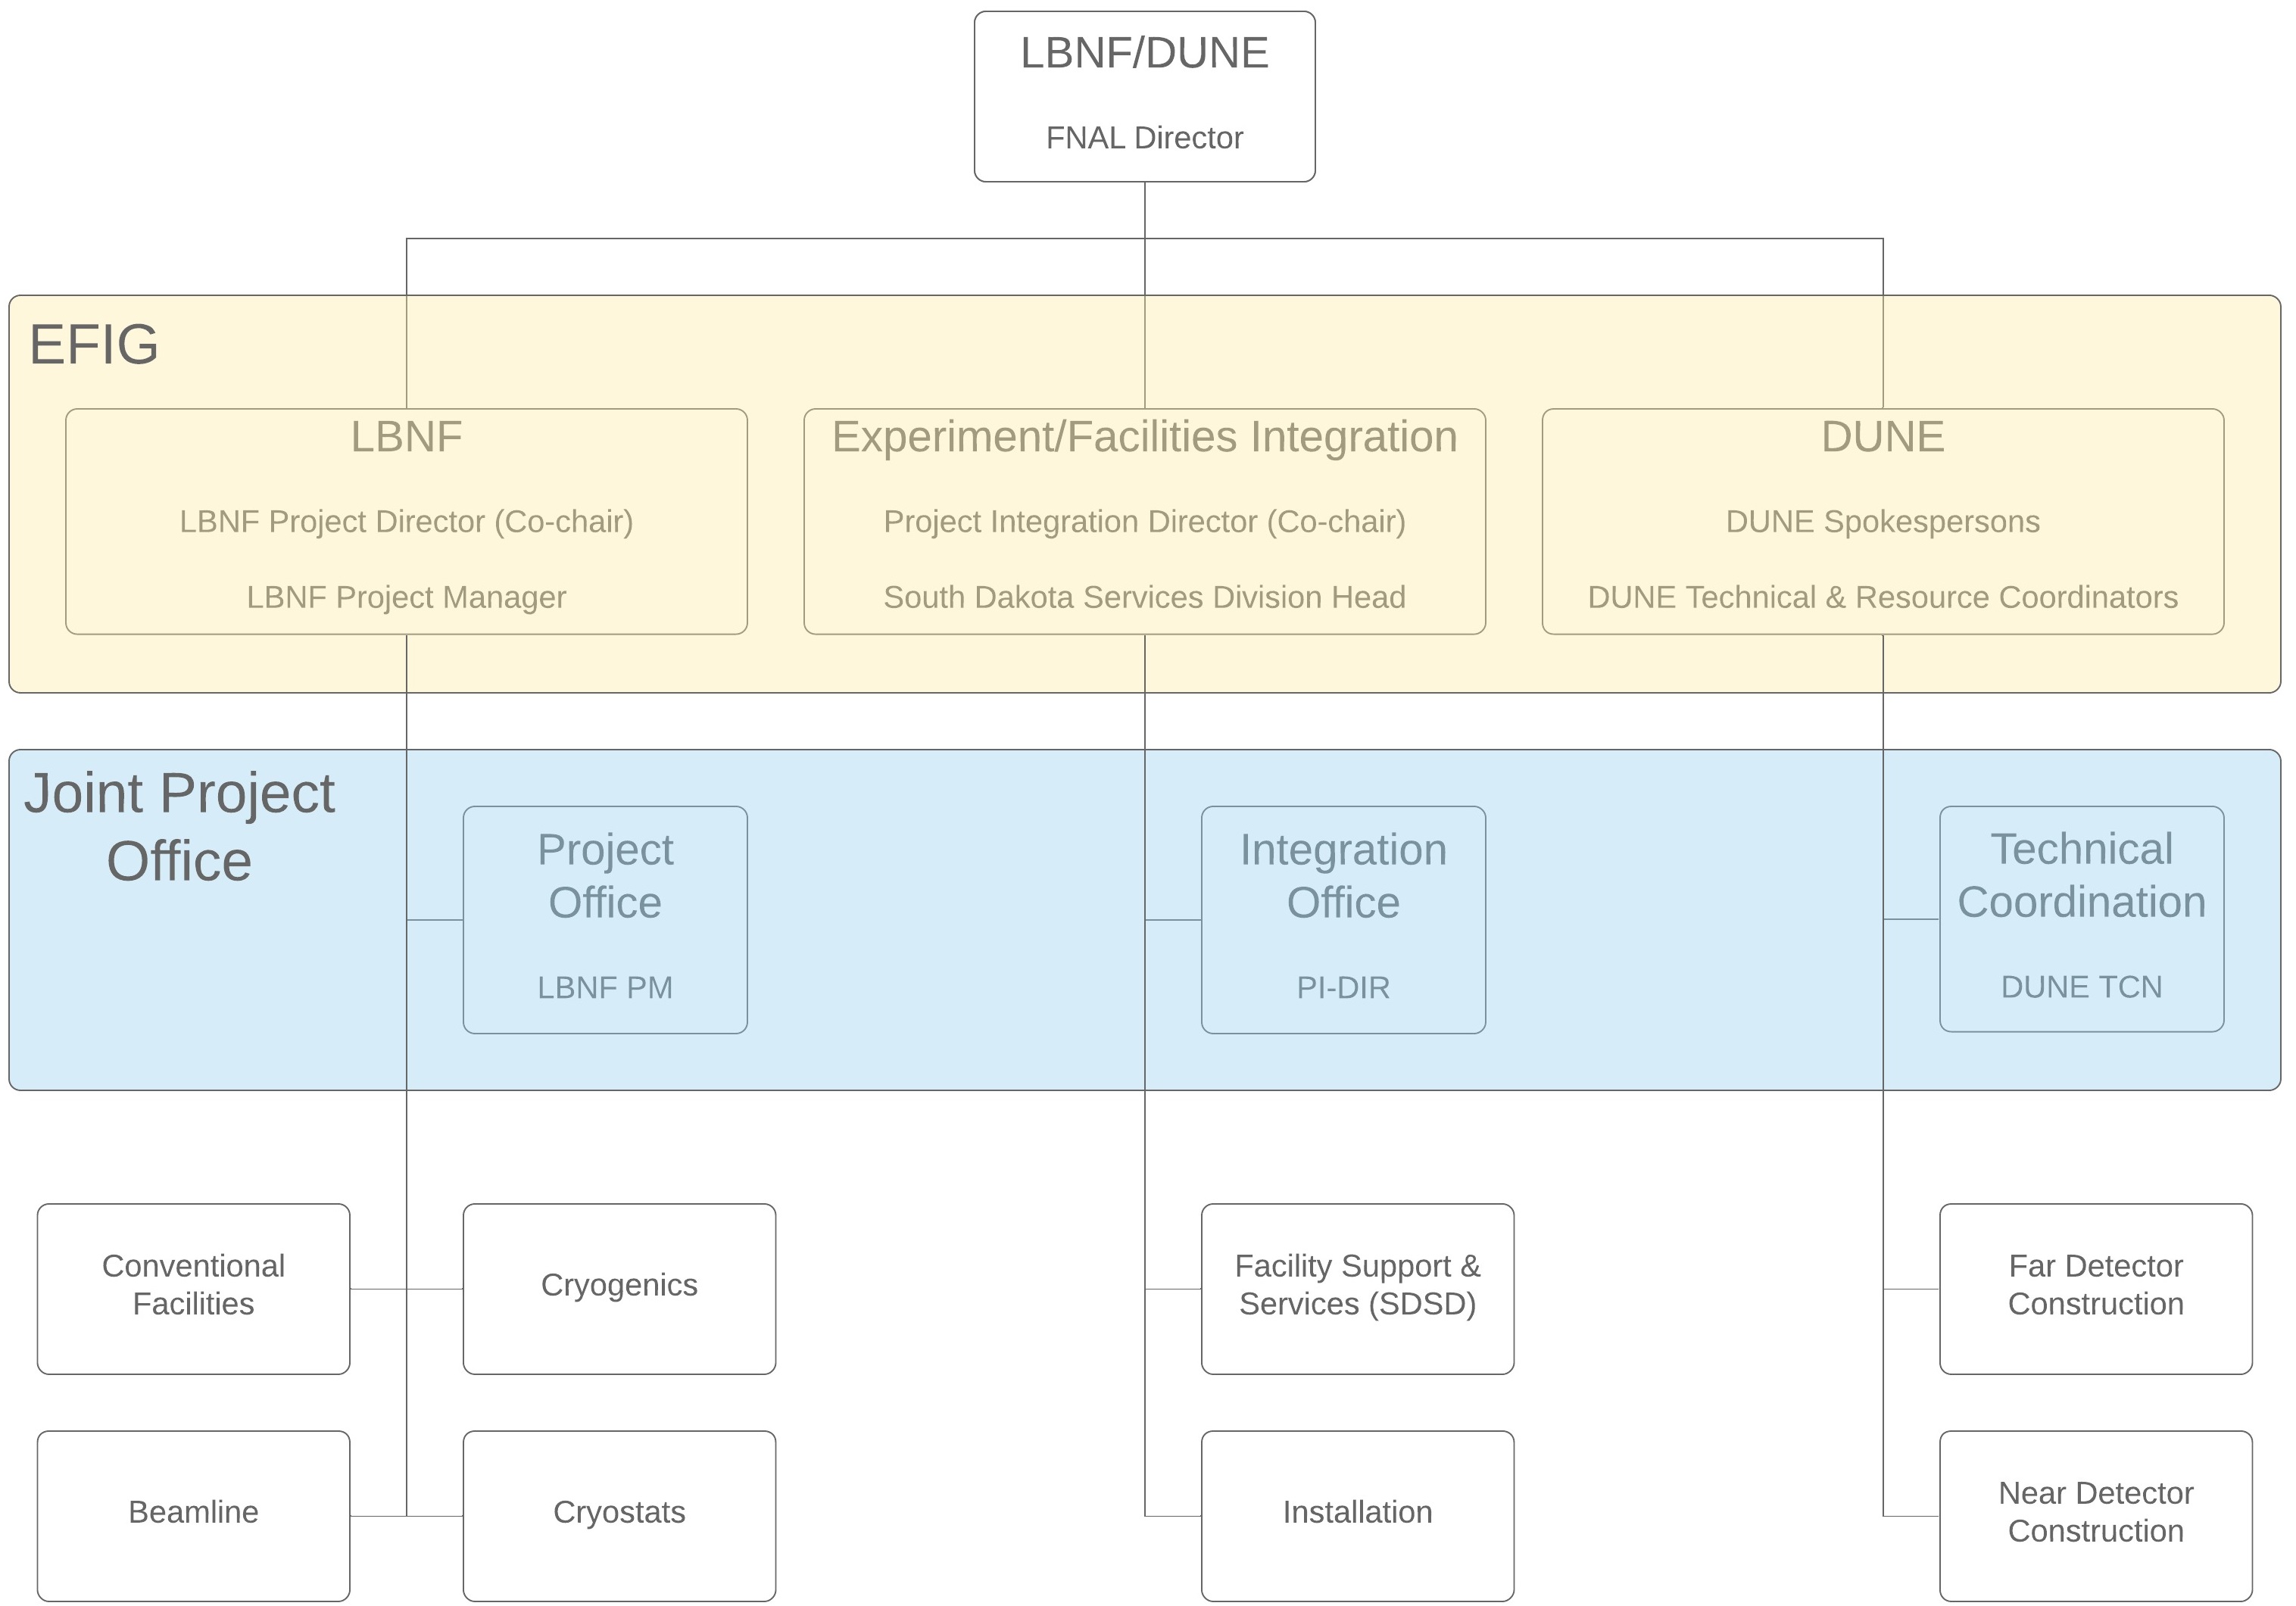 LBNF/DUNE
FNAL Director
EFIG
LBNF
LBNF Project Director (Co-chair)
LBNF Project Manager
Experiment/Facilities Integration
Project Integration Director (Co-chair)
South Dakota Services Division Head
DUNE
DUNE Spokespersons
DUNE Technical & Resource Coordinators
Joint Project
Office
Project
Office
LBNF PM
Integration
Office
PI-DIR
Technical
Coordination
DUNE TCN
Conventional
Facilities
Cryogenics
Facility Support &
Services (SDSD)
Far Detector
Construction
Beamline
Cryostats
Installation
Near Detector
Construction